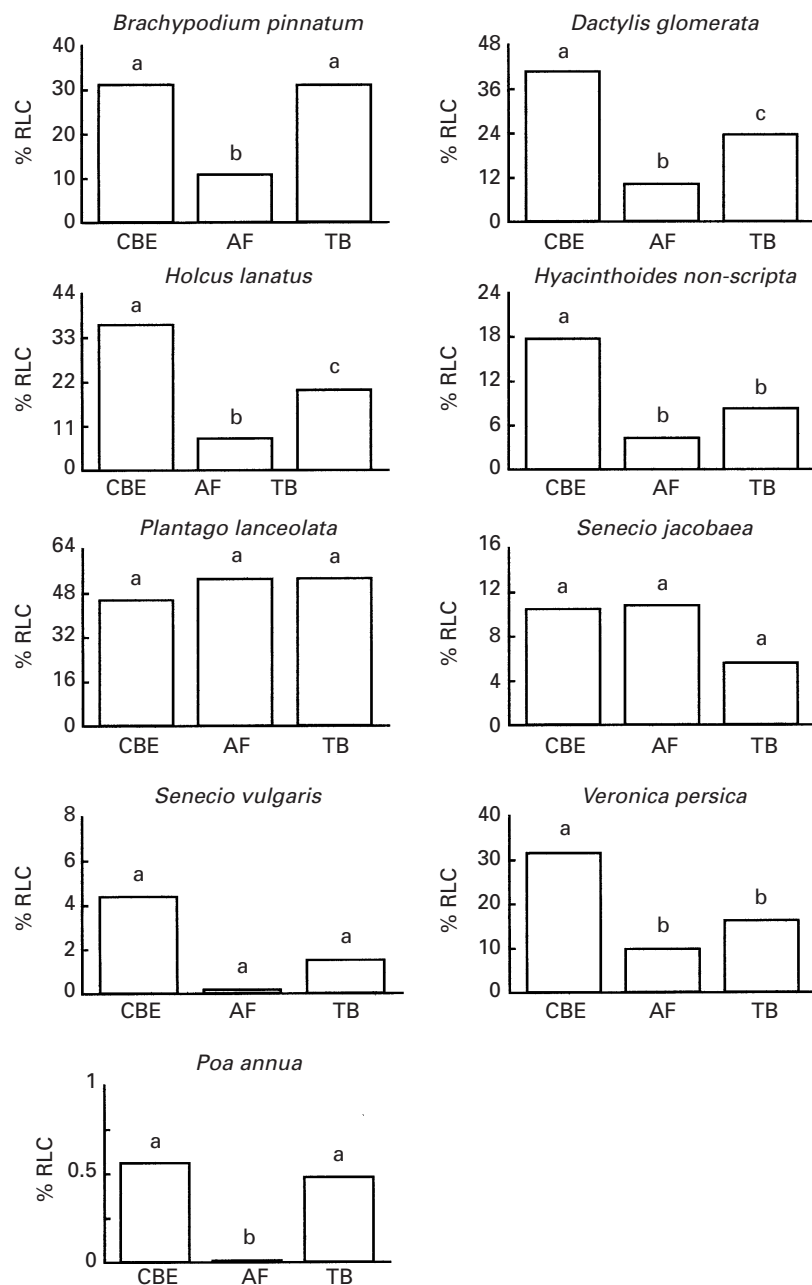 Brachypodium pinnatum
40
30
20
10
0
% RLC
a
b
a
CBE AF TB
Dactylis glomerata
48
36
24
12
0
% RLC
a
b
c
CBE AF TB
Holcus lanatus
44
33
22
11
0
% RLC
a
b
c
CBE AF TB
Hyacinthoides non-scripta
24
18
12
6
0
% RLC
a
b
b
CBE AF TB
Plantago lanceolata
64
48
32
16
0
% RLC
a
a
a
CBE AF TB
Senecio jacobaea
16
12
8
4
0
% RLC
a
a
a
CBE AF TB
Senecio vulgaris
8
6
4
2
0
% RLC
a
a
a
CBE AF TB
Veronica persica
40
30
20
10
0
% RLC
a
b
b
CBE AF TB
Poa annua
1
0.5
0
% RLC
a
b
a
CBE AF TB